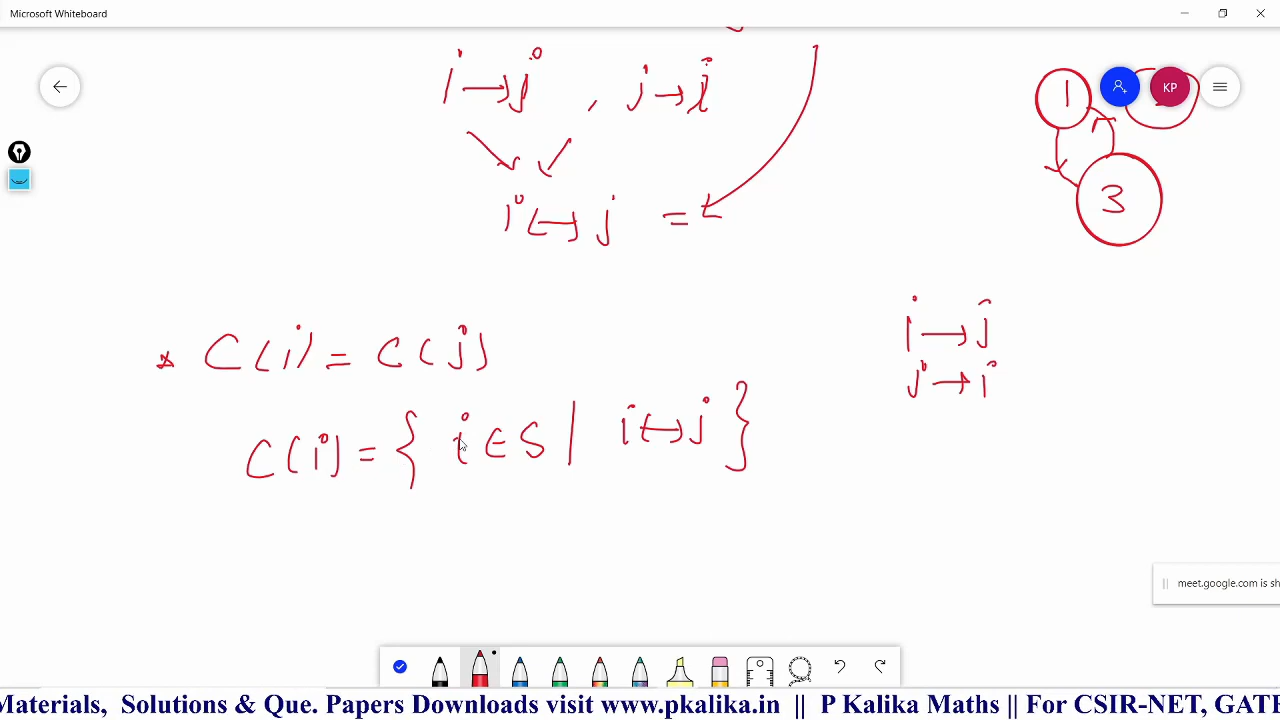 Microsoft Whiteboard
i → j , j → i
1
KP
3
i ↔ j =
i → j
* C(i) = C(j)
j → i
C(i) = { i ∈ S | i ↔ j }
meet.google.com is sh
Materials, Solutions & Que. Papers Downloads visit www.pkalika.in || P Kalika Maths || For CSIR-NET, GATE